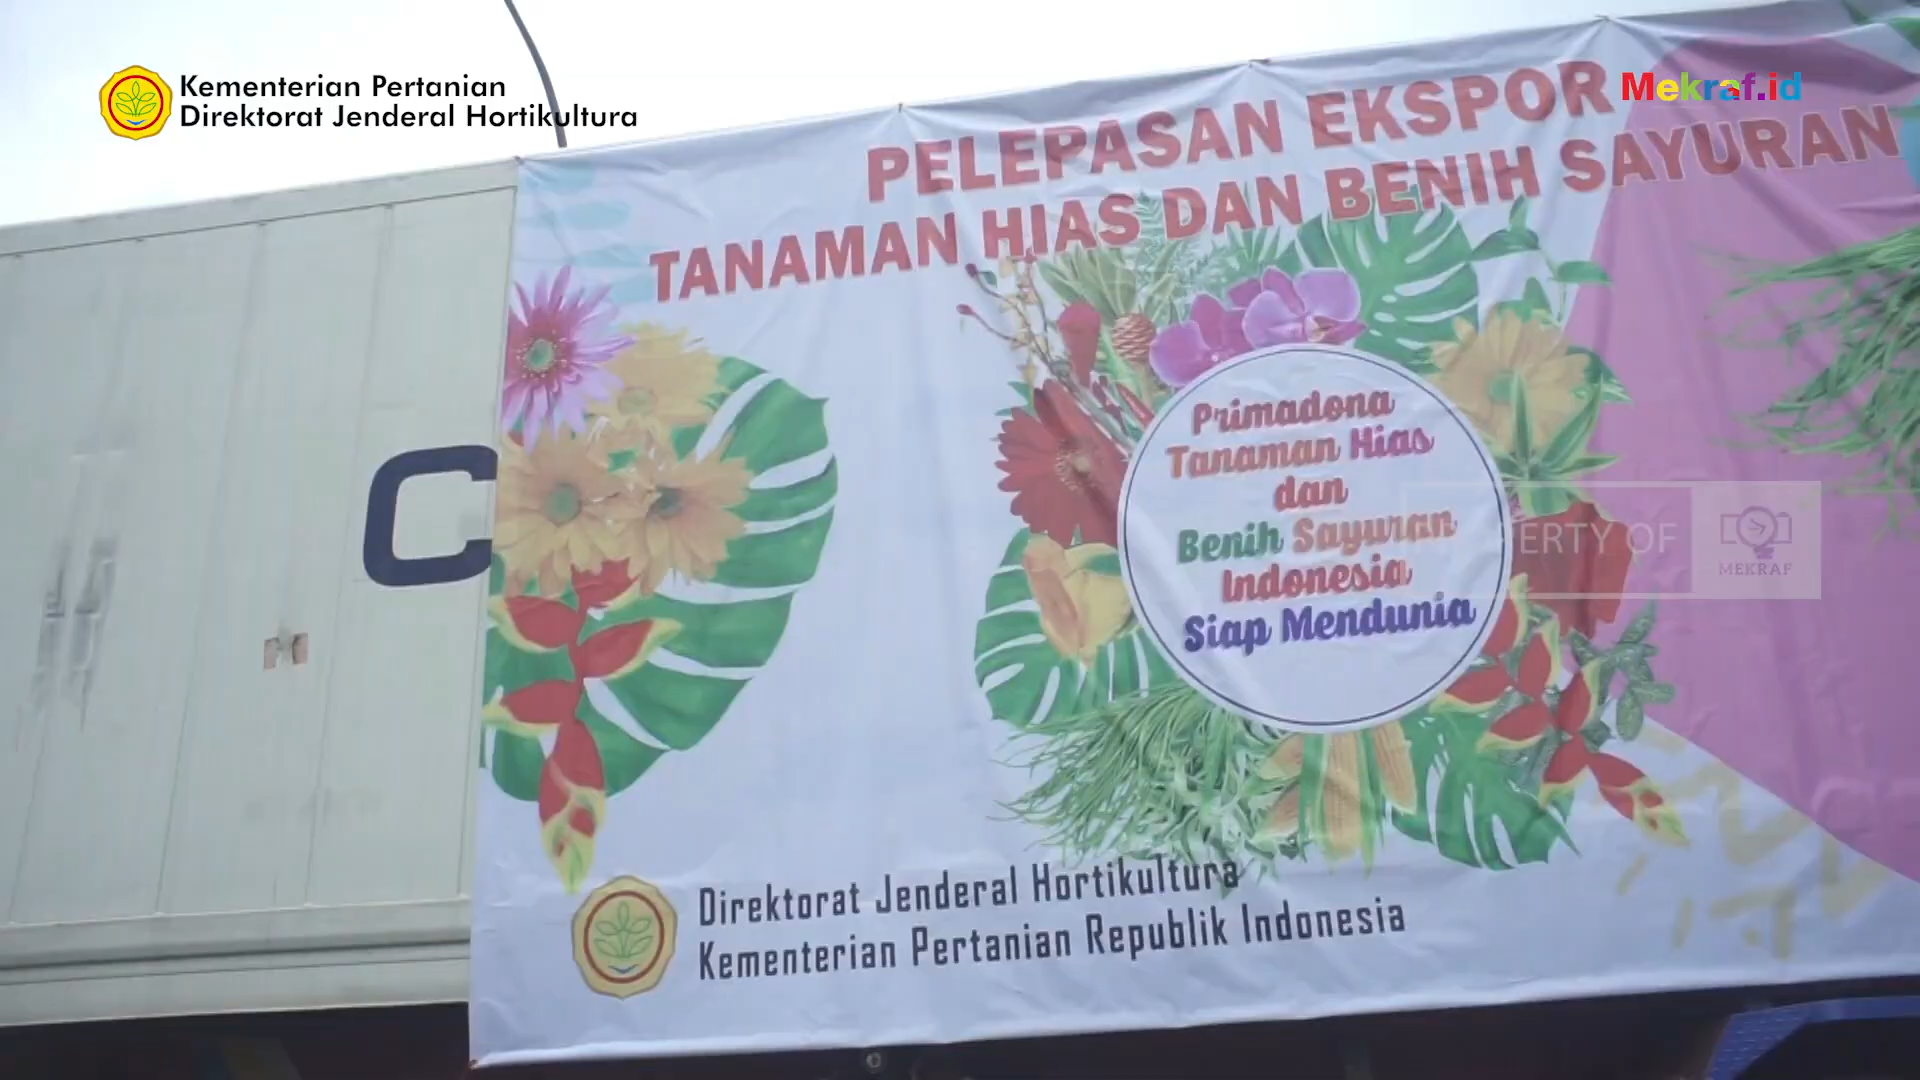 Kementerian Pertanian
Direktorat Jenderal Hortikultura
Mekraf.id
PELEPASAN EKSPOR
TANAMAN HIAS DAN BENIH SAYURAN
C
Primadona
Tanaman Hias
dan
Benih Sayuran
Indonesia
Siap Mendunia
OF
MEKRAF
Direktorat Jenderal Hortikultura
Kementerian Pertanian Republik Indonesia